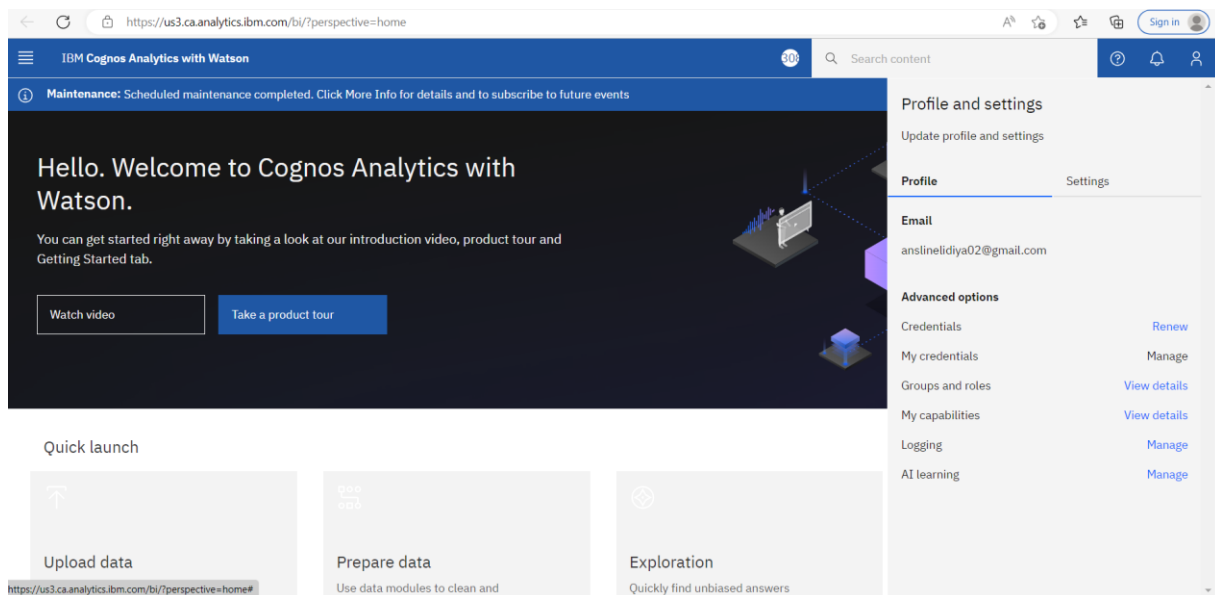 https://us3.ca.analytics.ibm.com/bi/?perspective=home
Sign in
IBM Cognos Analytics with Watson
Search content
Maintenance: Scheduled maintenance completed. Click More Info for details and to subscribe to future events
Hello. Welcome to Cognos Analytics with
Watson.
You can get started right away by taking a look at our introduction video, product tour and
Getting Started tab.
Watch video
Take a product tour
Quick launch
Upload data
Prepare data
Use data modules to clean and
Exploration
Quickly find unbiased answers
Profile and settings
Update profile and settings
Profile
Settings
Email
anslinelidiya02@gmail.com
Advanced options
Credentials
Renew
My credentials
Manage
Groups and roles
View details
My capabilities
View details
Logging
Manage
AI learning
Manage
https://us3.ca.analytics.ibm.com/bi/?perspective=home#